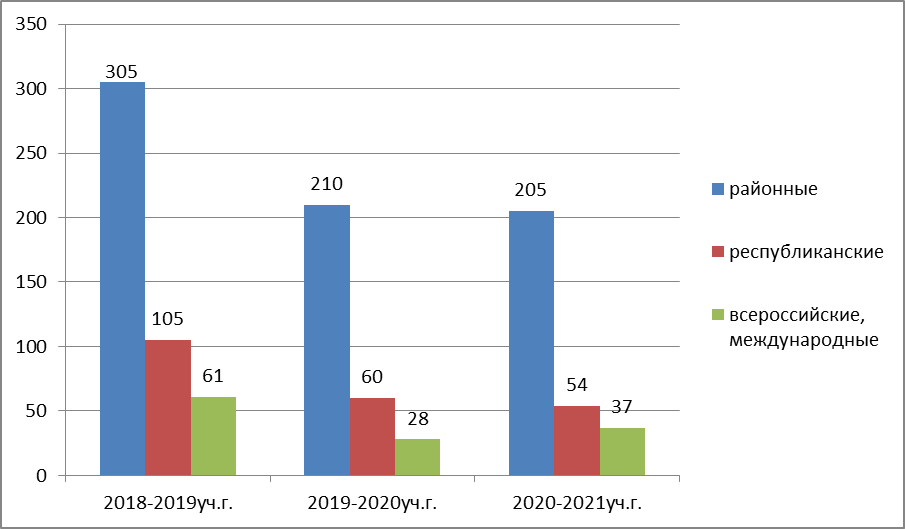 350
300
250
200
150
100
50
0
305
105
61
210
60
28
205
54
37
2018-2019уч.г.
2019-2020уч.г.
2020-2021уч.г.
районные
республиканские
всероссийские,
международные